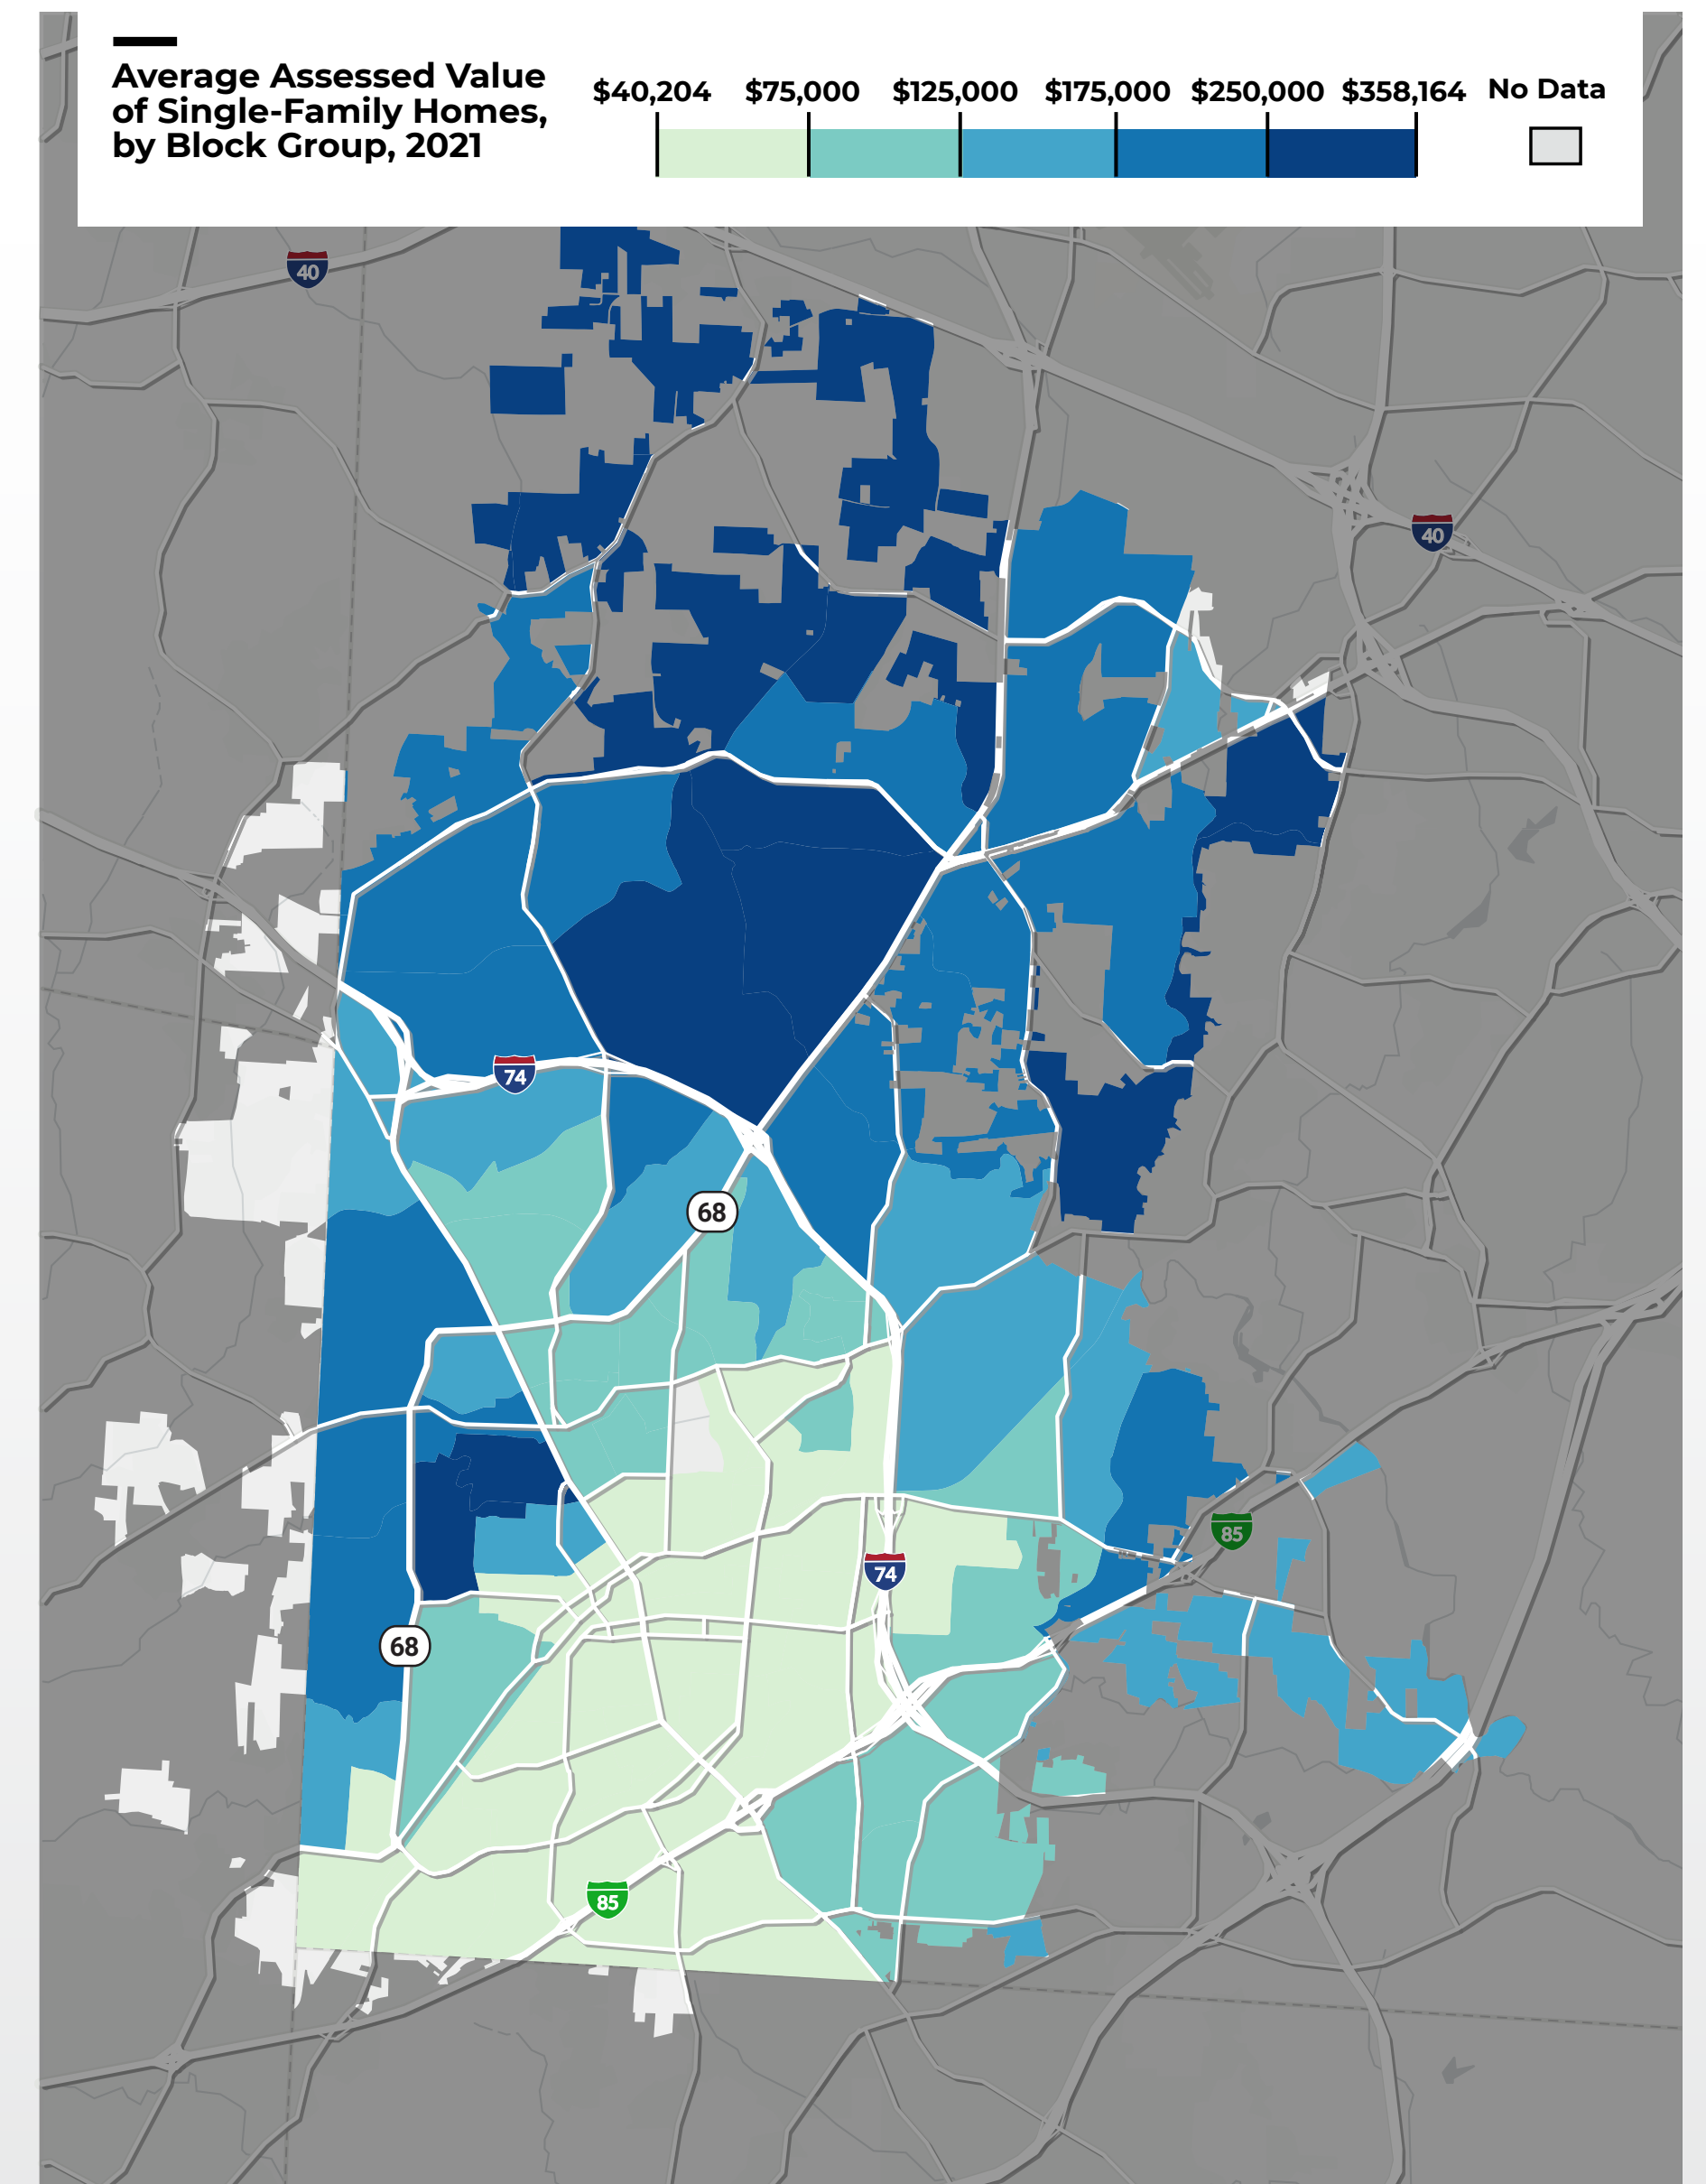 Average Assessed Value
of Single-Family Homes,
by Block Group, 2021
$40,204 $75,000 $125,000 $175,000 $250,000 $358,164 No Data
40
40
74
68
85
74
68
85